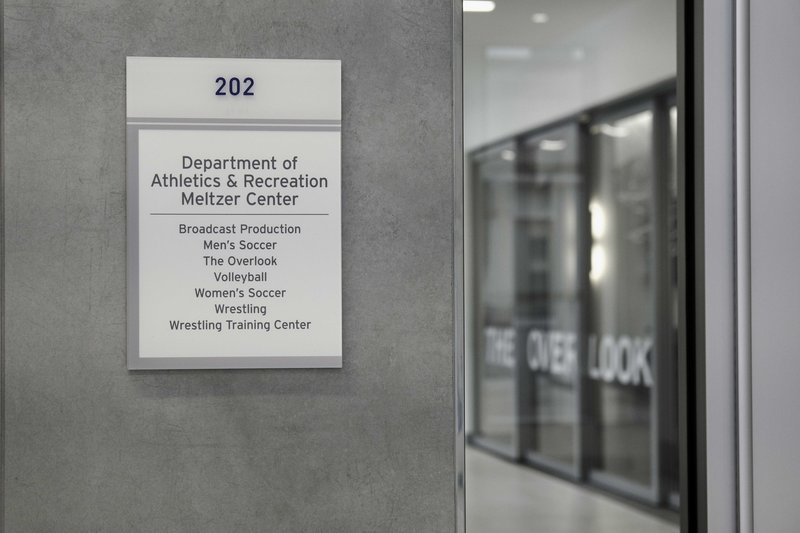 202
Department of
Athletics & Recreation
Meltzer Center
Broadcast Production
Men's Soccer
The Overlook
Volleyball
Women's Soccer
Wrestling
Wrestling Training Center
THE OVERLOOK